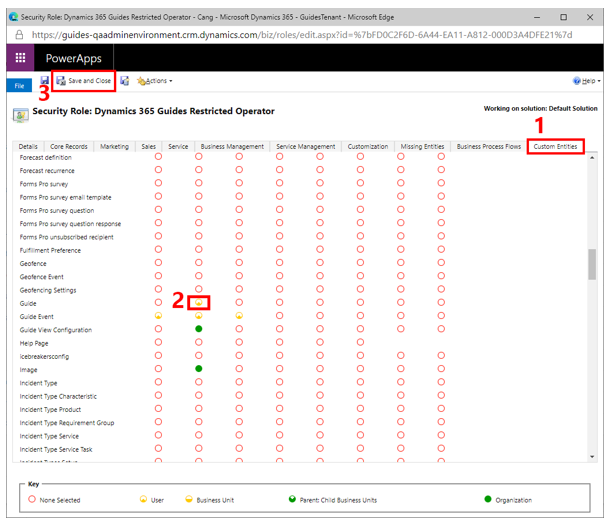 Security Role: Dynamics 365 Guides Restricted Operator - Cang - Microsoft Dynamics 365 - GuidesTenant - Microsoft Edge
https://guides-qaadminenvironment.crm.dynamics.com/biz/roles/edit.aspx?id=%7bFD0C2F6D-6A44-EA11-A812-000D3A4DFE21%7d
PowerApps
File
Save and Close
Actions
Help
3
Security Role: Dynamics 365 Guides Restricted Operator
Working on solution: Default Solution
1
Details Core Records Marketing Sales Service Business Management Service Management Customization Missing Entities Business Process Flows Custom Entities
Forecast definition
Forecast recurrence
Forms Pro survey
Forms Pro survey email template
Forms Pro survey question
Forms Pro survey question response
Forms Pro unsubscribed recipient
Fulfillment Preference
Geofence
Geofence Event
Geofencing Settings
Guide
2
Guide Event
Guide View Configuration
Help Page
icebreakersconfig
Image
Incident Type
Incident Type Characteristic
Incident Type Product
Incident Type Requirement Group
Incident Type Service
Incident Type Service Task
Key
None Selected User Business Unit Parent: Child Business Units Organization